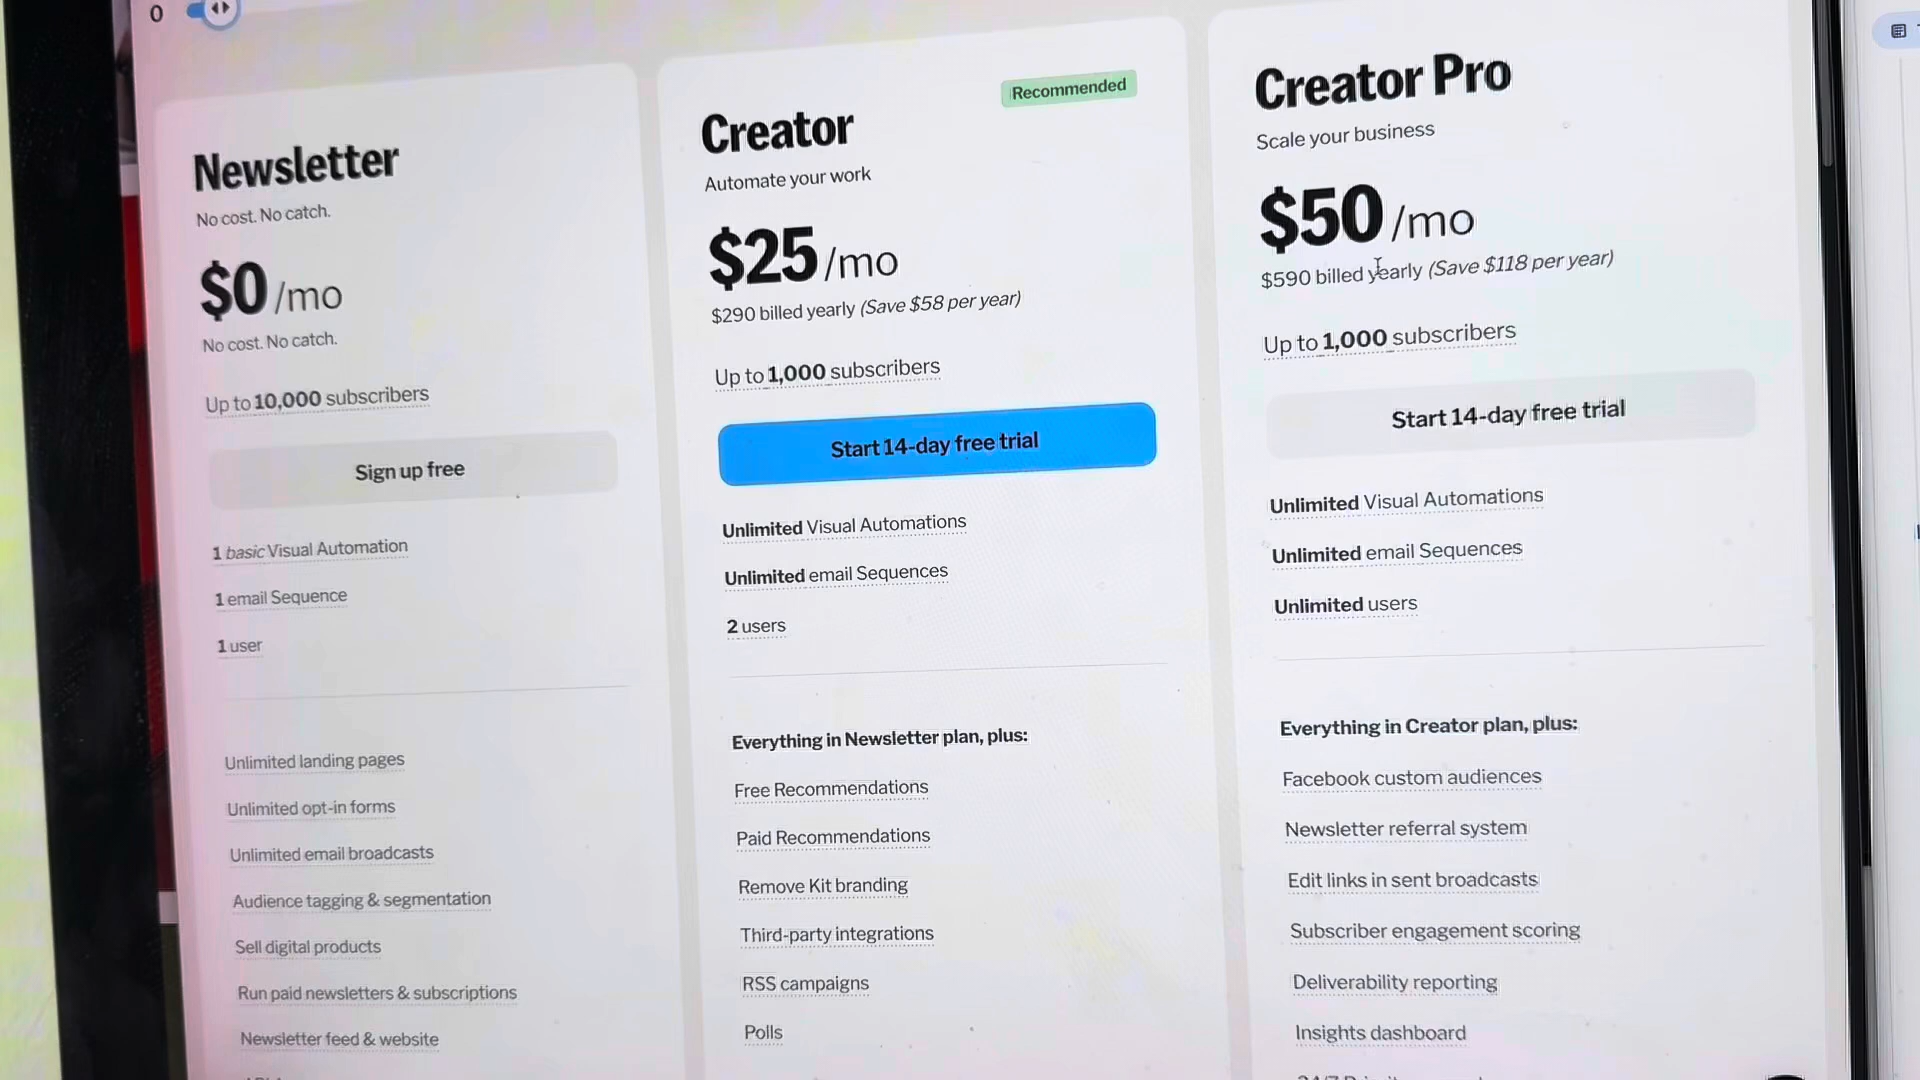 0
Newsletter
No cost. No catch.
$0/mo
No cost. No catch.
Up to 10,000 subscribers
Sign up free
1 basic Visual Automation
1 email Sequence
1 user
Unlimited landing pages
Unlimited opt-in forms
Unlimited email broadcasts
Audience tagging & segmentation
Sell digital products
Run paid newsletters & subscriptions
Newsletter feed & website
Recommended
Creator
Automate your work
$25/mo
$290 billed yearly (Save $58 per year)
Up to 1,000 subscribers
Start 14-day free trial
Unlimited Visual Automations
Unlimited email Sequences
2 users
Everything in Newsletter plan, plus:
Free Recommendations
Paid Recommendations
Remove Kit branding
Third-party integrations
RSS campaigns
Polls
Creator Pro
Scale your business
$50/mo
$590 billed yearly (Save $118 per year)
Up to 1,000 subscribers
Start 14-day free trial
Unlimited Visual Automations
Unlimited email Sequences
Unlimited users
Everything in Creator plan, plus:
Facebook custom audiences
Newsletter referral system
Edit links in sent broadcasts
Subscriber engagement scoring
Deliverability reporting
Insights dashboard